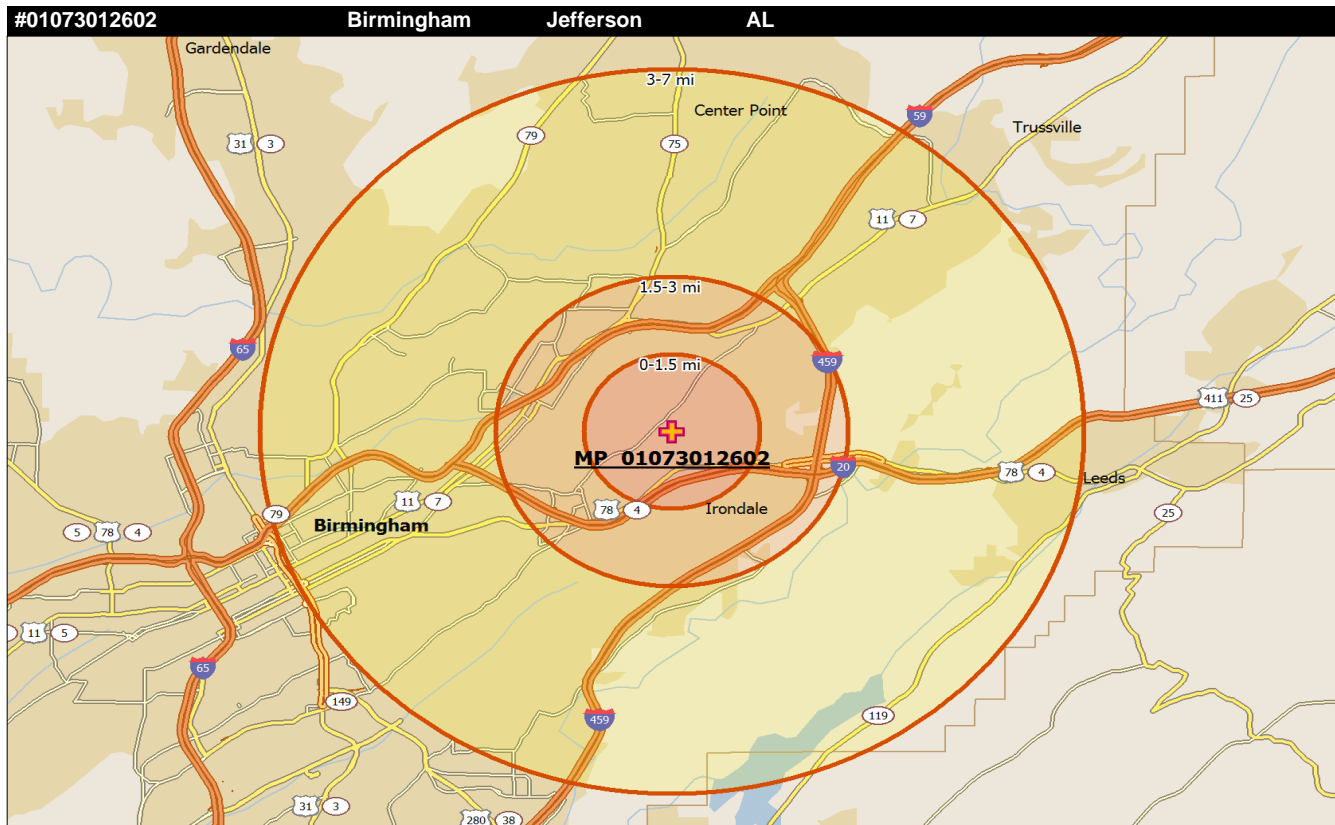 #01073012602 Birmingham Jefferson AL
Gardendale
3-7 mi
Center Point
59
Trussville
79
75
31 3
11 7
1.5-3 mi
65
0-1.5 mi
459
411 25
MP 01073012602
20
78 4
Leeds
11 7
78 4
Irondale
79
Birmingham
25
5 78 4
11 5
65
149
459
119
31 3
280 38